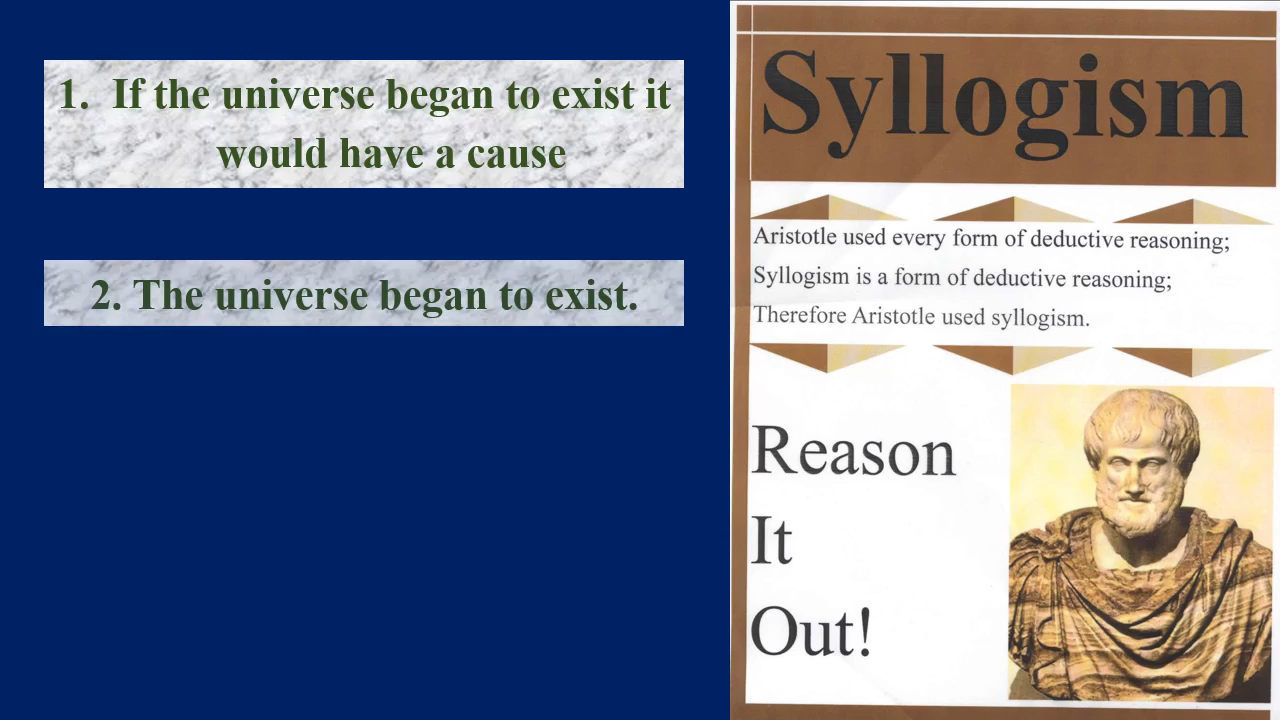 1. If the universe began to exist it
would have a cause
2. The universe began to exist.
Syllogism
Aristotle used every form of deductive reasoning;
Syllogism is a form of deductive reasoning;
Therefore Aristotle used syllogism.
Reason
It
Out!